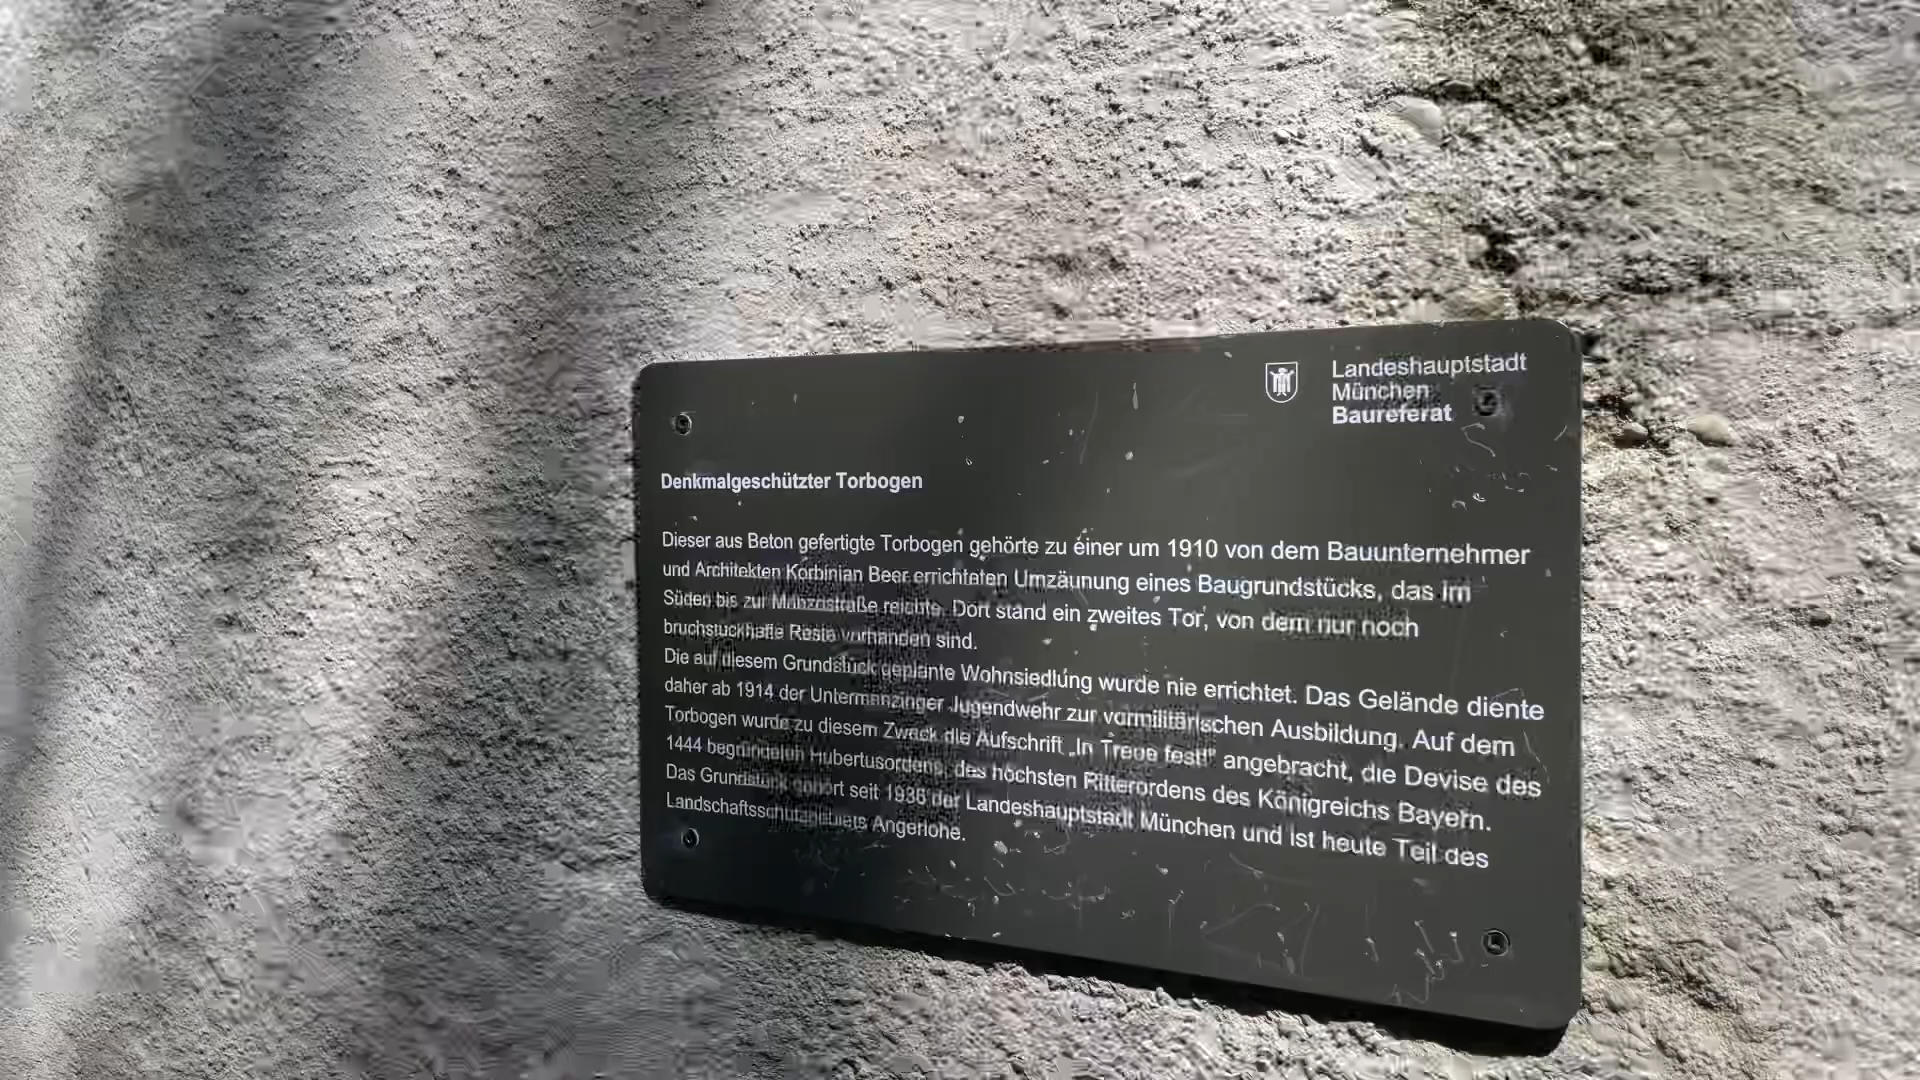 Landeshauptstadt
München
Baureferat
Denkmalgeschützter Torbogen
Dieser aus Beton gefertigte Torbogen gehörte zu einer um 1910 von dem Bauunternehmer
und Architekten Korbinian Beer errichteten Umzäunung eines Baugrundstücks, das im
Süden bis zur Manzostraße reichte. Dort stand ein zweites Tor, von dem nur noch
bruchstückhafte Reste vorhanden sind.
Die auf diesem Grundstück geplante Wohnsiedlung wurde nie errichtet. Das Gelände diente
daher ab 1914 der Untermenzinger Jugendwehr zur vormilitärischen Ausbildung. Auf dem
Torbogen wurde zu diesem Zweck die Aufschrift „In Treue fest!" angebracht, die Devise des
1444 begründeten Hubertusordens, des höchsten Ritterordens des Königreichs Bayern.
Das Grundstück gehört seit 1938 der Landeshauptstadt München und ist heute Teil des
Landschaftsschutzgebiets Angerlohe.